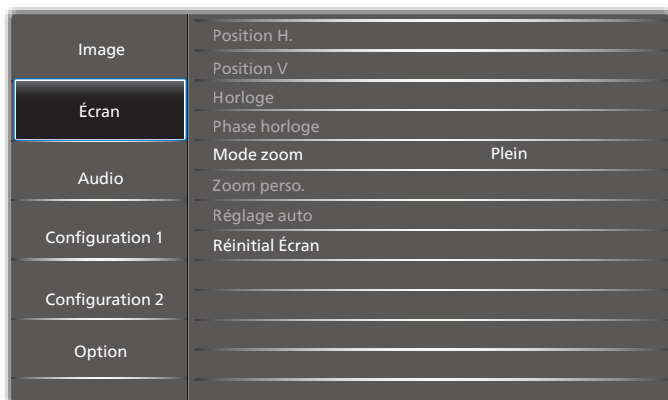 Image
Écran
Audio
Configuration 1
Configuration 2
Option
Position H.
Position V
Horloge
Phase horloge
Mode zoom Plein
Zoom perso.
Réglage auto
Réinitial Écran